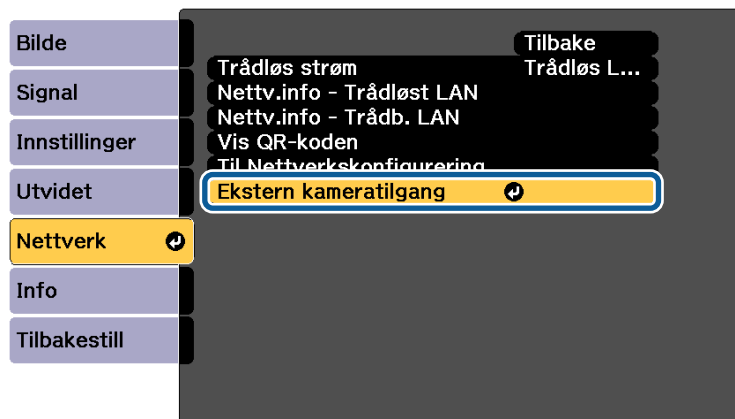 Bilde
Signal
Innstillinger
Utvidet
Nettverk
Info
Tilbakestill
Tilbake
Trådløs strøm Trådløs L...
Nettv.info - Trådløst LAN
Nettv.info - Trådb. LAN
Vis QR-koden
Til Nettverkskonfigurering
Ekstern kameratilgang